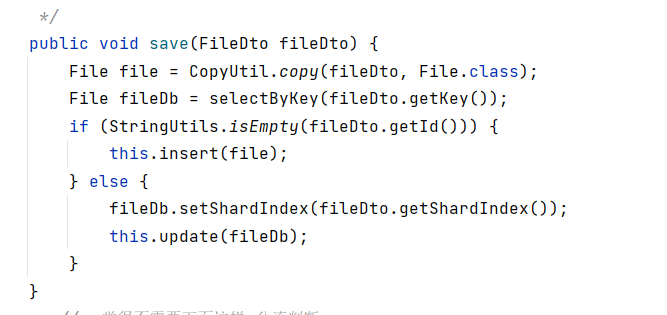 */
public void save(FileDto fileDto) {
File file = CopyUtil.copy(fileDto, File.class);
File fileDb = selectByKey(fileDto.getKey());
if (StringUtils.isEmpty(fileDto.getId())) {
this.insert(file);
} else {
fileDb.setShardIndex(fileDto.getShardIndex());
this.update(fileDb);
}
}
//